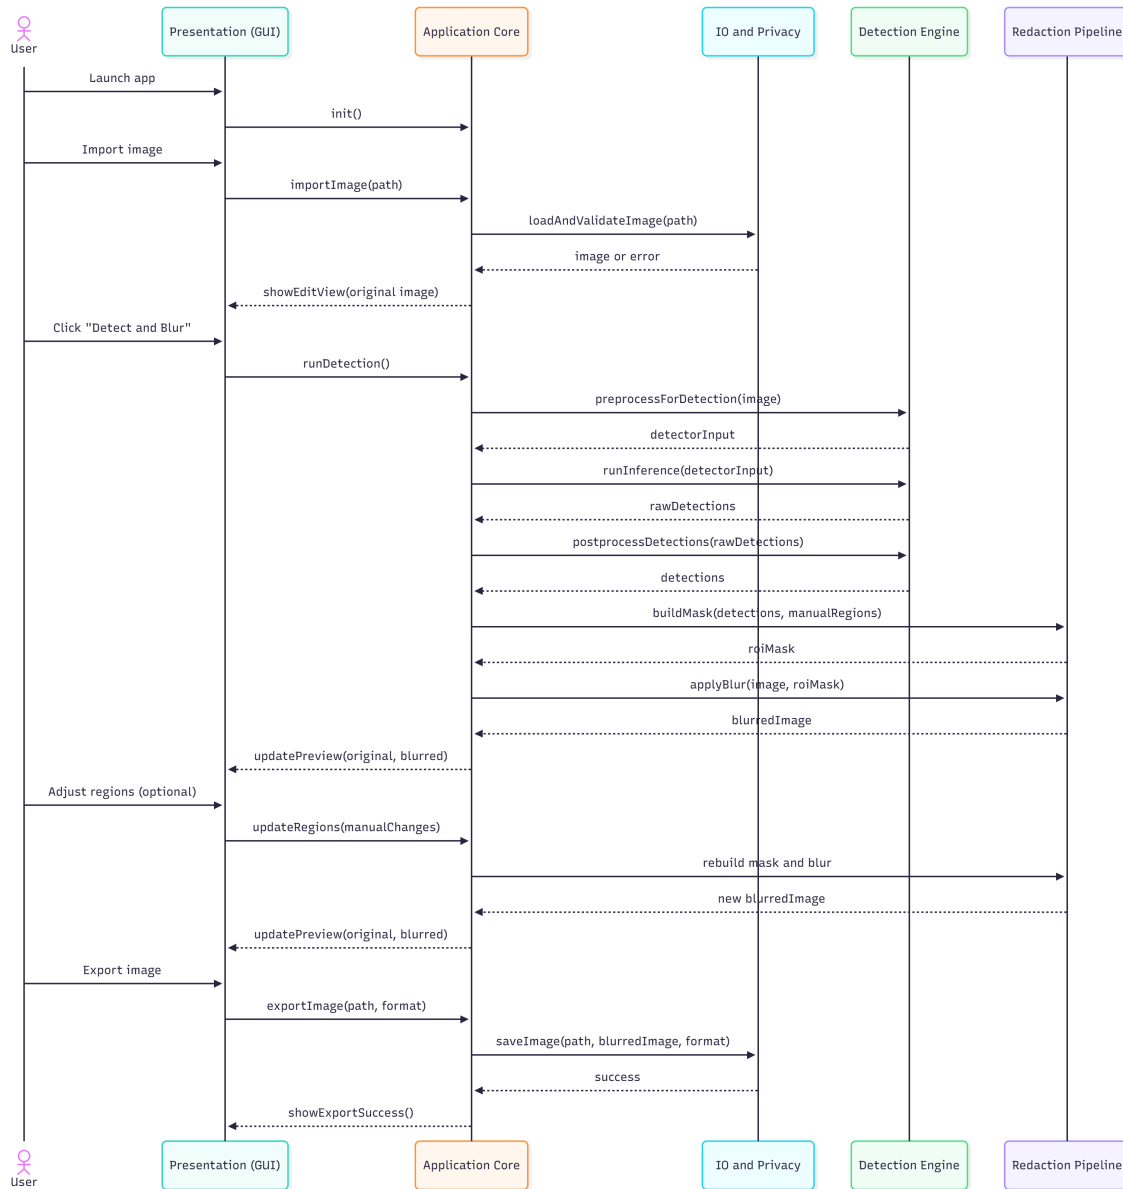 User
Presentation (GUI)
Application Core
IO and Privacy
Detection Engine
Redaction Pipeline
Launch app
init()
Import image
importImage(path)
loadAndValidateImage(path)
image or error
showEditView(original image)
Click "Detect and Blur"
runDetection()
preprocessForDetection(image)
detectorInput
runInference(detectorInput)
rawDetections
postprocessDetections(rawDetections)
detections
buildMask(detections, manualRegions)
roiMask
applyBlur(image, roiMask)
blurredImage
updatePreview(original, blurred)
Adjust regions (optional)
updateRegions(manualChanges)
rebuild mask and blur
new blurredImage
updatePreview(original, blurred)
Export image
exportImage(path, format)
saveImage(path, blurredImage, format)
success
showExportSuccess()
User
Presentation (GUI)
Application Core
IO and Privacy
Detection Engine
Redaction Pipeline